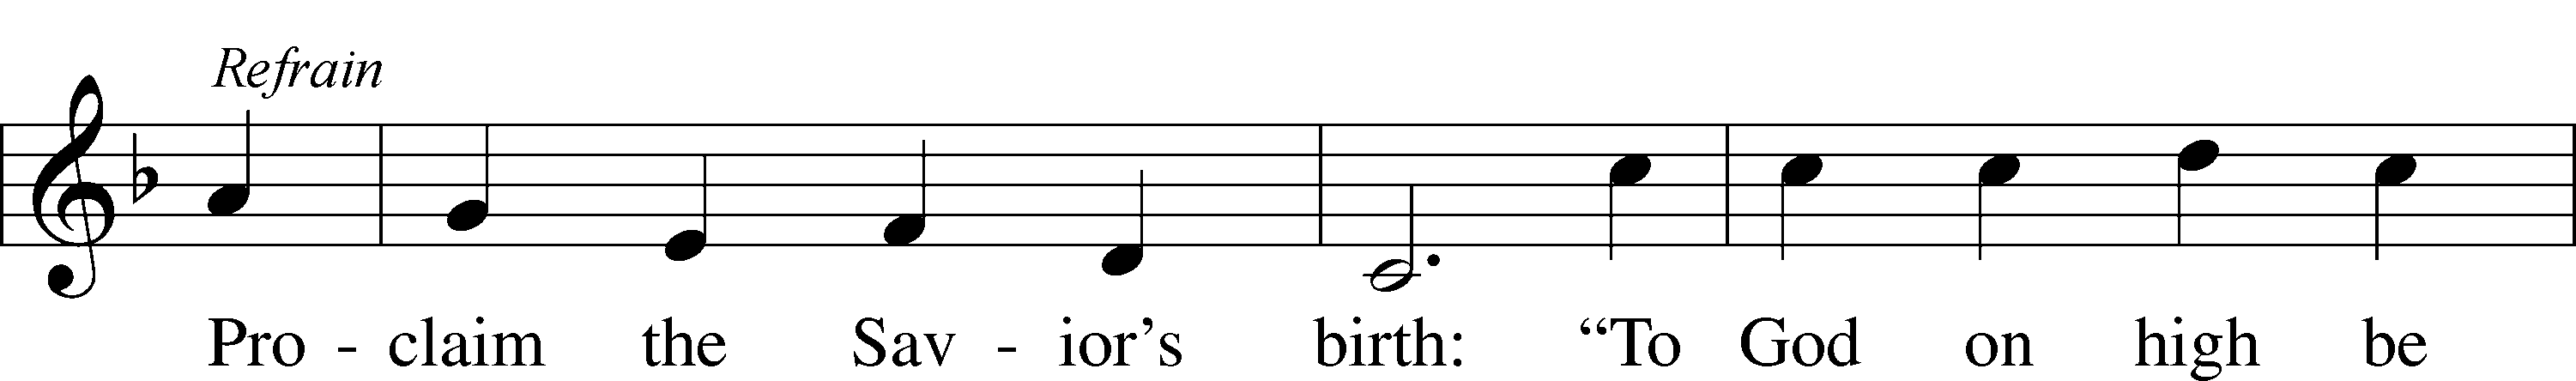 Refrain
Pro - claim the Sav - ior’s birth: “To God on high be